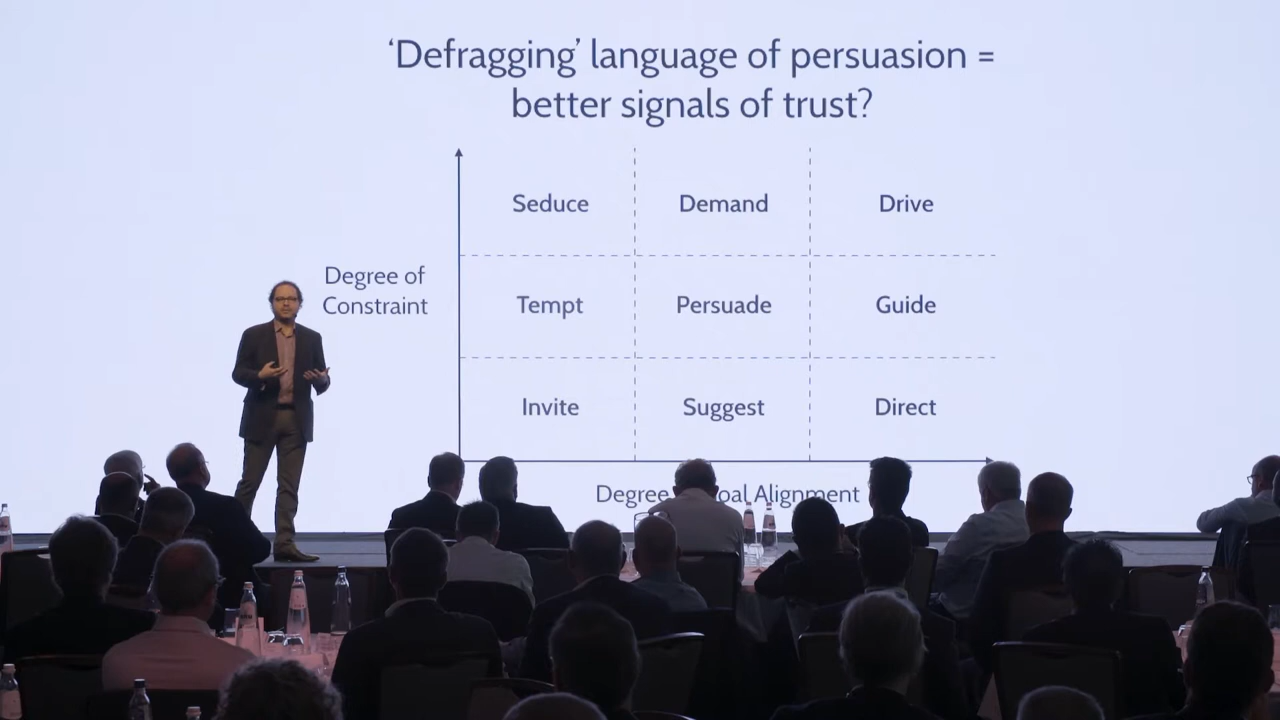 ‘Defragging’ language of persuasion =
better signals of trust?
Seduce Demand Drive
Degree of
Constraint
Tempt Persuade Guide
Invite Suggest Direct
Degree Alignment